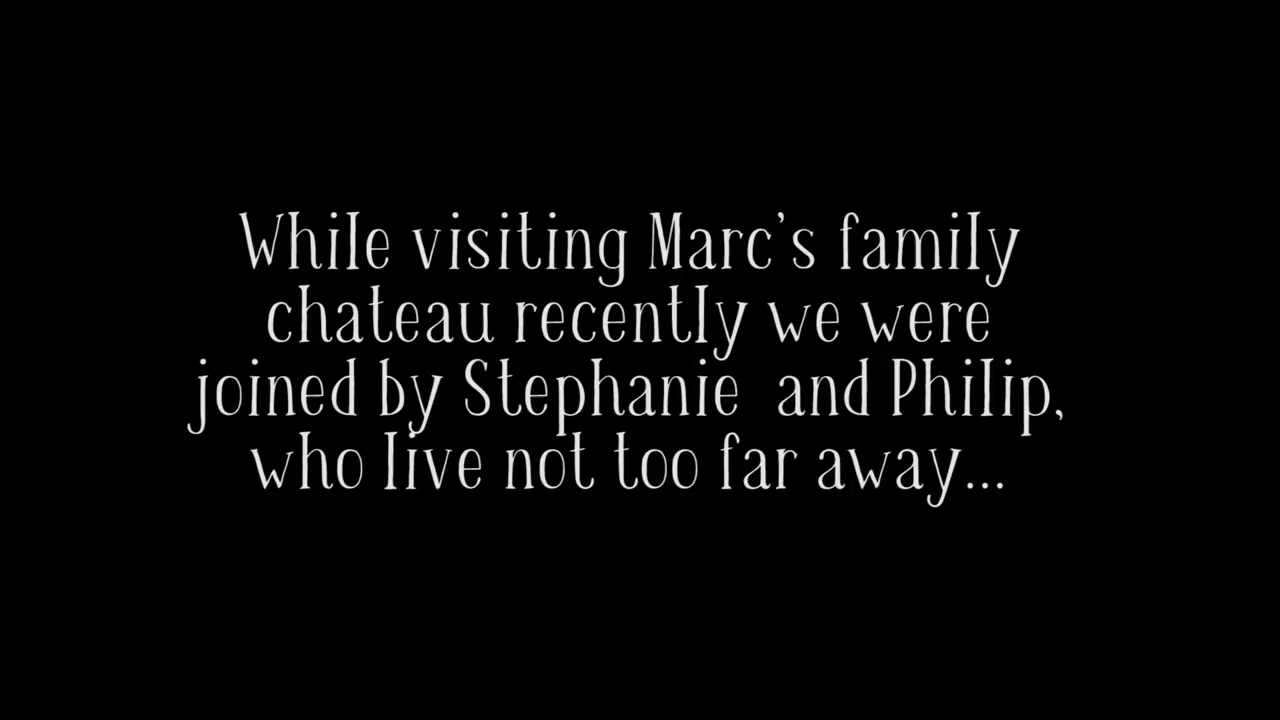 While visiting Marc's family
chateau recently we were
joined by Stephanie  and Philip,
who live not too far away...